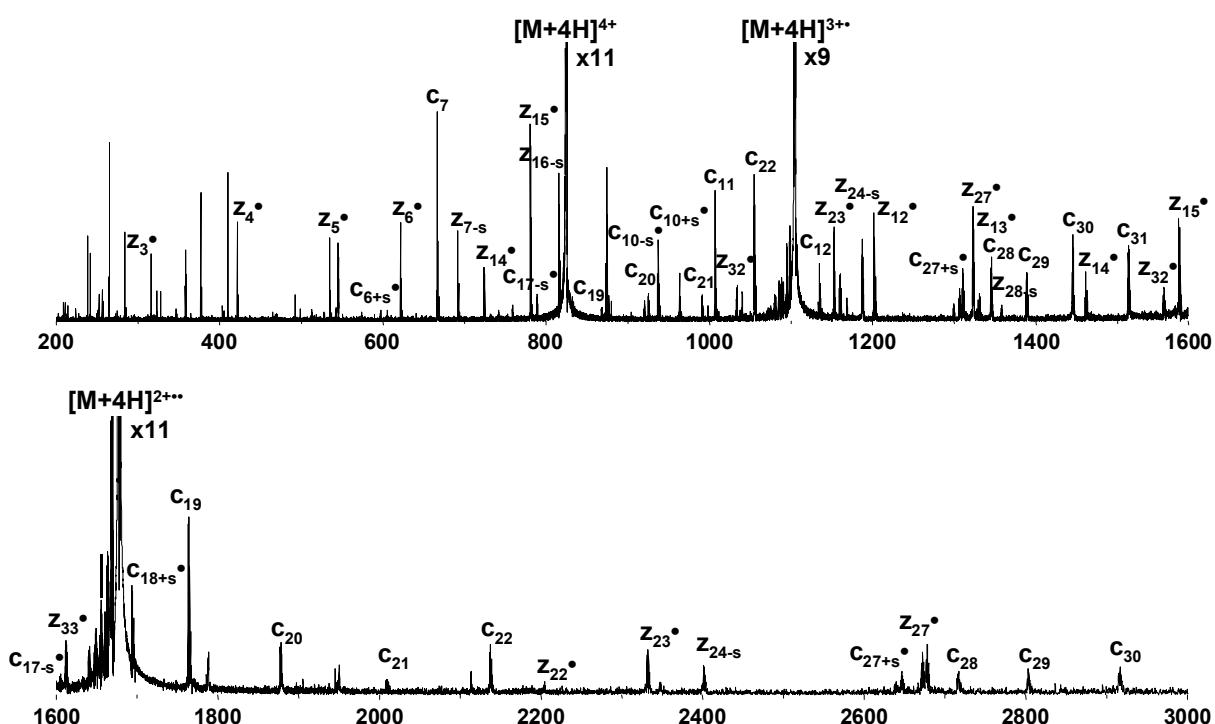 [M+4H]4+ [M+4H]3+•
x11 x9
c7
z15•
z16-s
c22
c11
z24-s
z27•
z15•
z4•
z5•
z6•
z7-s
c10+s•
z23•
z12•
z13•
c30
c31
z3•
c10-s•
z14•
z32•
c12
c28
c27+s•
c29
z14•
c17-s•
c20
c21
z28-s
z32•
c6+s•
c19
200 400 600 800 1000 1200 1400 1600
[M+4H]2+••
x11
c19
c18+s•
z33•
c20
c22
z23•
z27•
c17-s•
c21
z22•
z24-s
c27+s•
c28
c29
c30
1600 1800 2000 2200 2400 2600 2800 3000